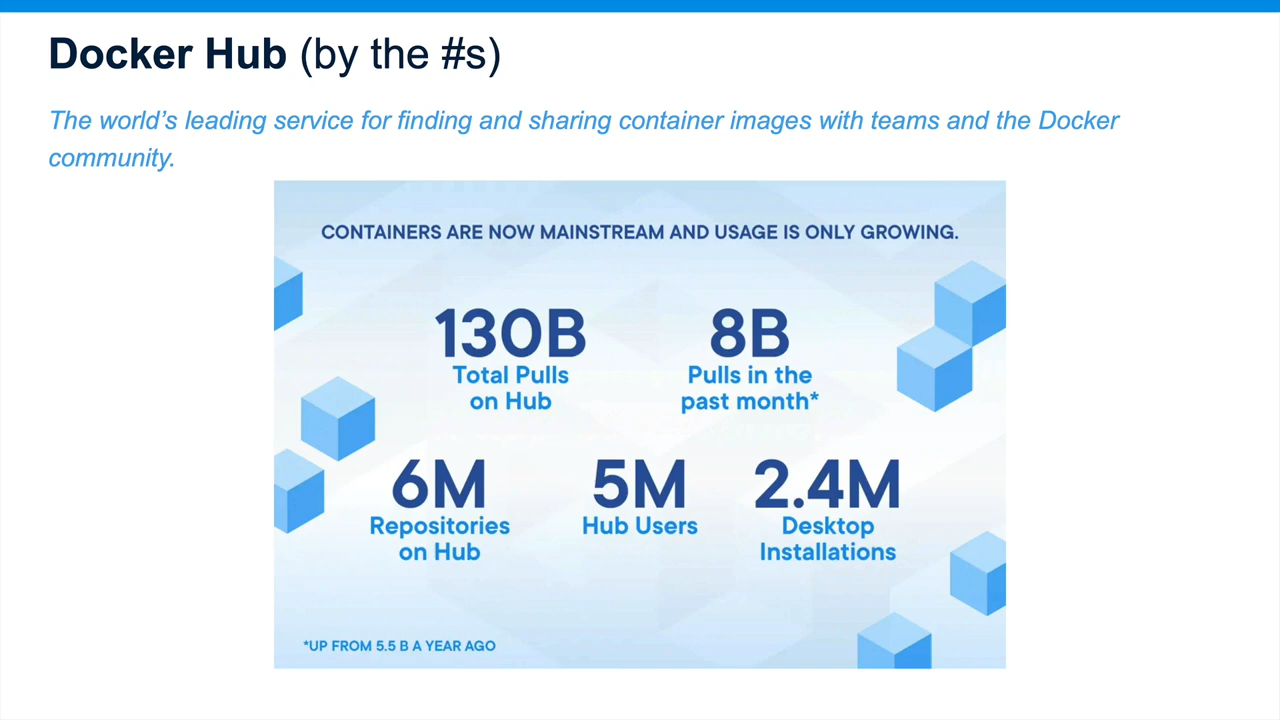 Docker Hub (by the #s)
The world’s leading service for finding and sharing container images with teams and the Docker
community.
CONTAINERS ARE NOW MAINSTREAM AND USAGE IS ONLY GROWING.
130B
Total Pulls
on Hub
8B
Pulls in the
past month*
6M
Repositories
on Hub
5M
Hub Users
2.4M
Desktop
Installations
*UP FROM 5.5 B A YEAR AGO